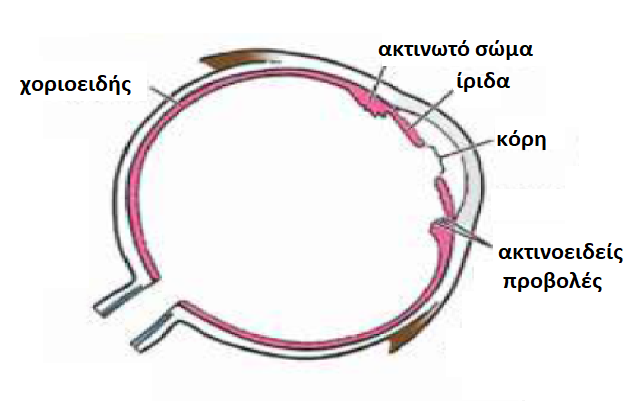 ακτινωτό σώμα
χοριοειδής
ίριδα
κόρη
ακτινοειδείς
προβολές